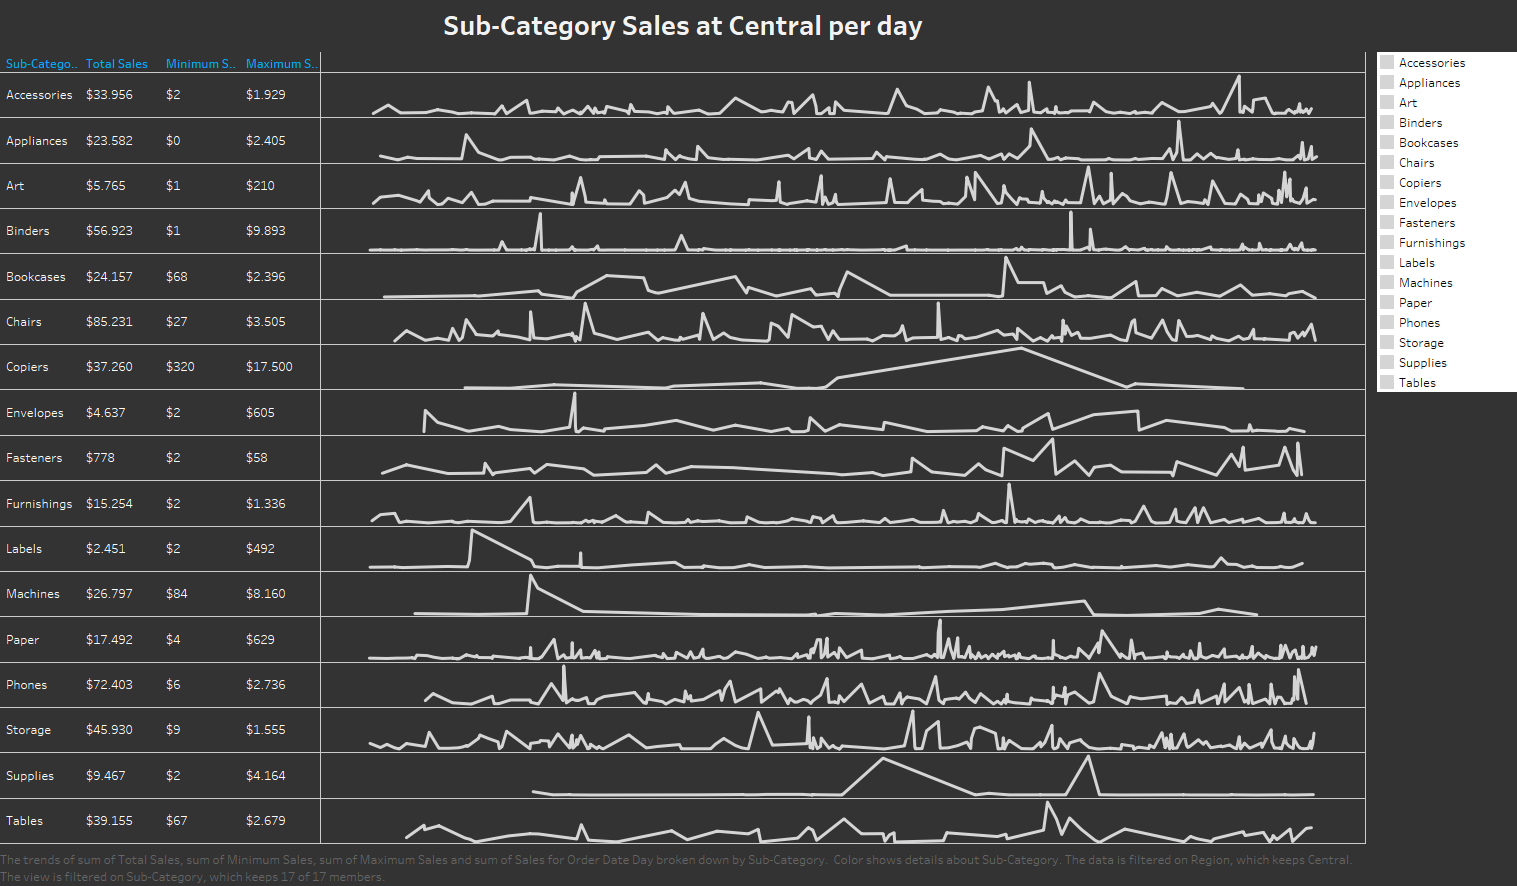 Sub-Category Sales at Central per day
Sub-Catego.. Total Sales Minimum S.. Maximum S..
Accessories $33.956 $2 $1.929
Appliances $23.582 $0 $2.405
Art $5.765 $1 $210
Binders $56.923 $1 $9.893
Bookcases $24.157 $68 $2.396
Chairs $85.231 $27 $3.505
Copiers $37.260 $320 $17.500
Envelopes $4.637 $2 $605
Fasteners $778 $2 $58
Furnishings $15.254 $2 $1.336
Labels $2.451 $2 $492
Machines $26.797 $84 $8.160
Paper $17.492 $4 $629
Phones $72.403 $6 $2.736
Storage $45.930 $9 $1.555
Supplies $9.467 $2 $4.164
Tables $39.155 $67 $2.679
Accessories
Appliances
Art
Binders
Bookcases
Chairs
Copiers
Envelopes
Fasteners
Furnishings
Labels
Machines
Paper
Phones
Storage
Supplies
Tables
The trends of sum of Total Sales, sum of Minimum Sales, sum of Maximum Sales and sum of Sales for Order Date Day broken down by Sub-Category. Color shows details about Sub-Category. The data is filtered on Region, which keeps Central.
The view is filtered on Sub-Category, which keeps 17 of 17 members.